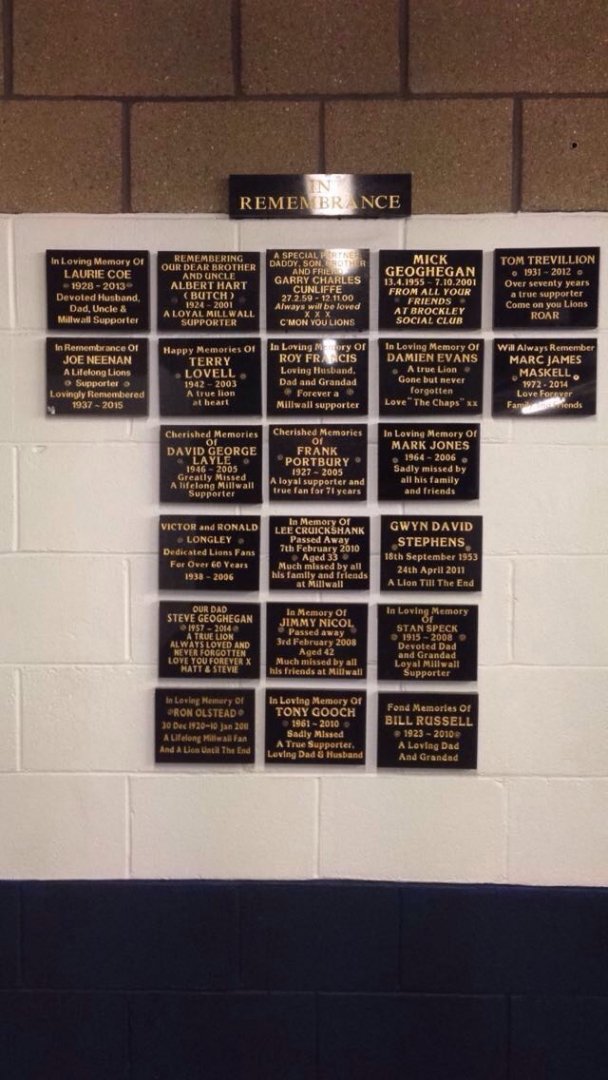 IN
REMEMBRANCE
In Loving Memory Of
LAURIE COE
1928 - 2013
Devoted Husband,
Dad, Uncle &
Millwall Supporter
REMEMBERING
OUR DEAR BROTHER
AND UNCLE
ALBERT HART
(BUTCH)
1924 - 2001
A LOYAL MILLWALL
SUPPORTER
A SPECIAL PARTNER
DADDY, SON, BROTHER
AND FRIEND
GARRY CHARLES
CUNLIFFE
27.2.59 - 12.11.00
Always will be loved
X X X
C'MON YOU LIONS
MICK
GEOGHEGAN
13.4.1955 - 7.10.2001
FROM ALL YOUR
FRIENDS
AT BROCKLEY
SOCIAL CLUB
TOM TREVILLION
1931 - 2012
Over seventy years
a true supporter
Come on you Lions
ROAR
In Remembrance Of
JOE NEENAN
A Lifelong Lions
Supporter
Lovingly Remembered
1937 - 2015
Happy Memories Of
TERRY
LOVELL
1942 - 2003
A true lion
at heart
In Loving Memory Of
ROY FRANCIS
Loving Husband,
Dad and Grandad
Forever a
Millwall supporter
In Loving Memory Of
DAMIEN EVANS
A true Lion
Gone but never
forgotten
Love "The Chaps" xx
Will Always Remember
MARC JAMES
MASKELL
1972 - 2014
Love Forever
Family and Friends
Cherished Memories
Of
DAVID GEORGE
LAYLE
1946 - 2005
Greatly Missed
A lifelong Millwall
Supporter
Cherished Memories
Of
FRANK
PORTBURY
1927 - 2005
A loyal supporter and
true fan for 71 years
In Loving Memory Of
MARK JONES
1964 - 2006
Sadly missed by
all his family
and friends
VICTOR and RONALD
LONGLEY
Dedicated Lions Fans
For Over 60 Years
1938 - 2006
In Memory Of
LEE CRUICKSHANK
Passed Away
7th February 2010
Aged 33
Much missed by all
his family and friends
at Millwall
GWYN DAVID
STEPHENS
18th September 1953
24th April 2011
A Lion Till The End
OUR DAD
STEVE GEOGHEGAN
1957 - 2014
A TRUE LION
ALWAYS LOVED AND
NEVER FORGOTTEN
LOVE YOU FOREVER X
MATT & STEVIE
In Memory Of
JIMMY NICOL
Passed away
3rd February 2008
Aged 42
Much missed by all
his friends at Millwall
In Loving Memory
Of
STAN SPECK
1915 - 2008
Devoted Dad
and Grandad
Loyal Millwall
Supporter
In Loving Memory Of
RON OLSTEAD
30 Dec 1920-10 Jan 2011
A Lifelong Millwall Fan
And A Lion Until The End
In Loving Memory Of
TONY GOOCH
1961 - 2010
Sadly Missed
A True Supporter,
Loving Dad & Husband
Fond Memories Of
BILL RUSSELL
1923 - 2010
A Loving Dad
And Grandad